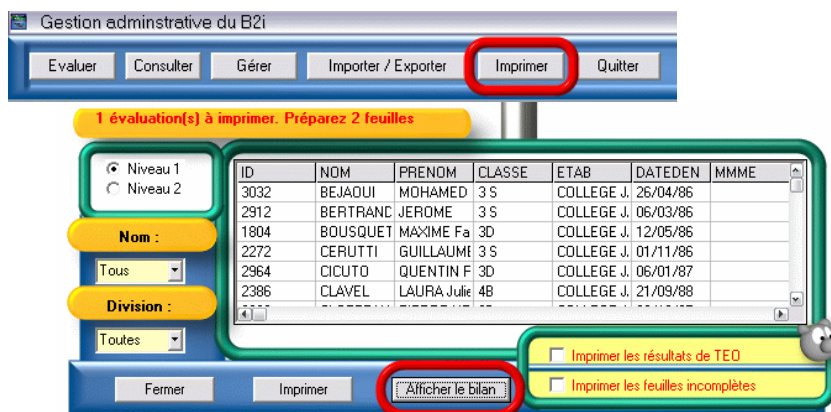 Gestion adminstrative du B2i
Evaluer Consulter Gérer Importer / Exporter Imprimer Quitter
1 évaluation(s) à imprimer. Préparez 2 feuilles
Niveau 1
Niveau 2
Nom :
Tous
Division :
Toutes
ID NOM PRENOM CLASSE ETAB DATEDEN MMME
3032 BEJAOUI MOHAMED 3 S COLLEGE J. 26/04/86
2912 BERTRAND JEROME 3 S COLLEGE J. 06/03/86
1804 BOUSQUET MAXIME Fa 3D COLLEGE J. 12/05/86
2272 CERUTTI GUILLAUME 3 S COLLEGE J. 01/11/86
2964 CICUTO QUENTIN F 3D COLLEGE J. 06/01/87
2386 CLAVEL LAURA Julie 4B COLLEGE J. 21/09/88
Imprimer les résultats de TEO
Imprimer les feuilles incomplètes
Fermer Imprimer Afficher le bilan